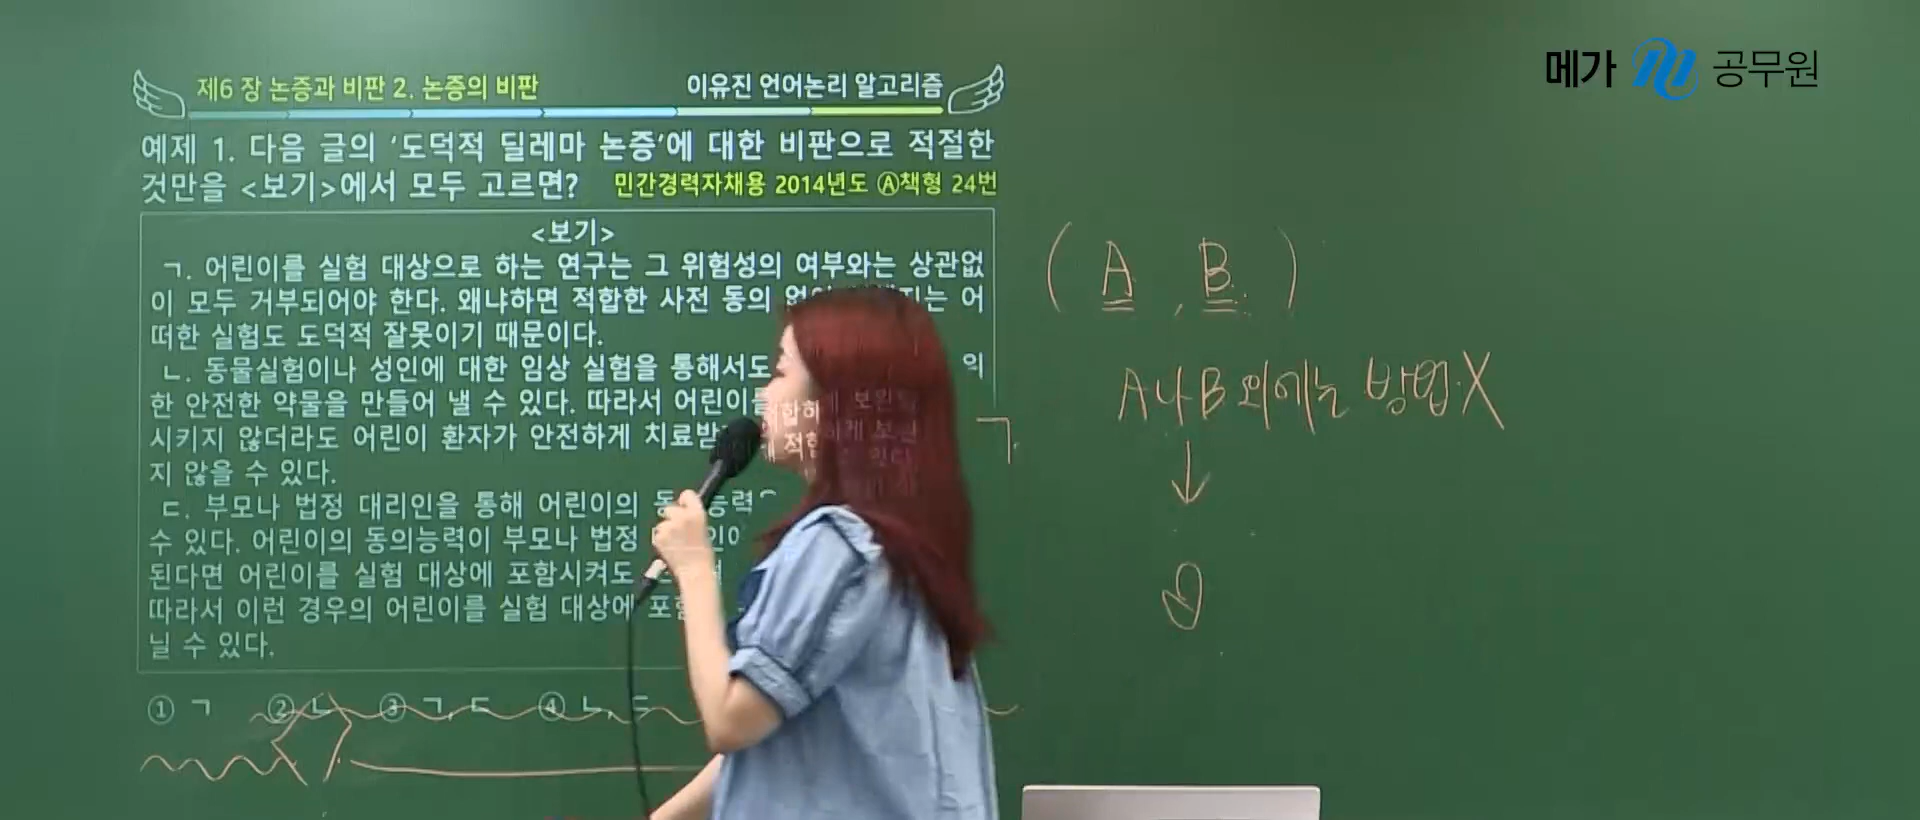 메가 공무원
제6 장 논증과 비판 2. 논증의 비판
이유진 언어논리 알고리즘
예제 1. 다음 글의 ‘도덕적 딜레마 논증’에 대한 비판으로 적절한
것만을 <보기>에서 모두 고르면?
민간경력자채용 2014년도 Ⓐ책형 24번
<보기>
ㄱ. 어린이를 실험 대상으로 하는 연구는 그 위험성의 여부와는 상관없
이 모두 거부되어야 한다. 왜냐하면 적합한 사전 동의 없이 는 어
떠한 실험도 도덕적 잘못이기 때문이다.
ㄴ. 동물실험이나 성인에 대한 임상 실험을 통해서도 위
한 안전한 약물을 만들어 낼 수 있다. 따라서 어린이를
시키지 않더라도 어린이 환자가 안전하게 치료받
지 않을 수 있다.
ㄷ. 부모나 법정 대리인을 통해 어린이의 동의능력
수 있다. 어린이의 동의능력이 부모나 법정
된다면 어린이를 실험 대상에 포함시켜도
따라서 이런 경우의 어린이를 실험 대상에 포함
닐 수 있다.
① ㄱ ② ㄴ ③ ㄱ, ㄷ ④ ㄴ, ㄷ
( A , B )
A나 B 외에는 방법 X